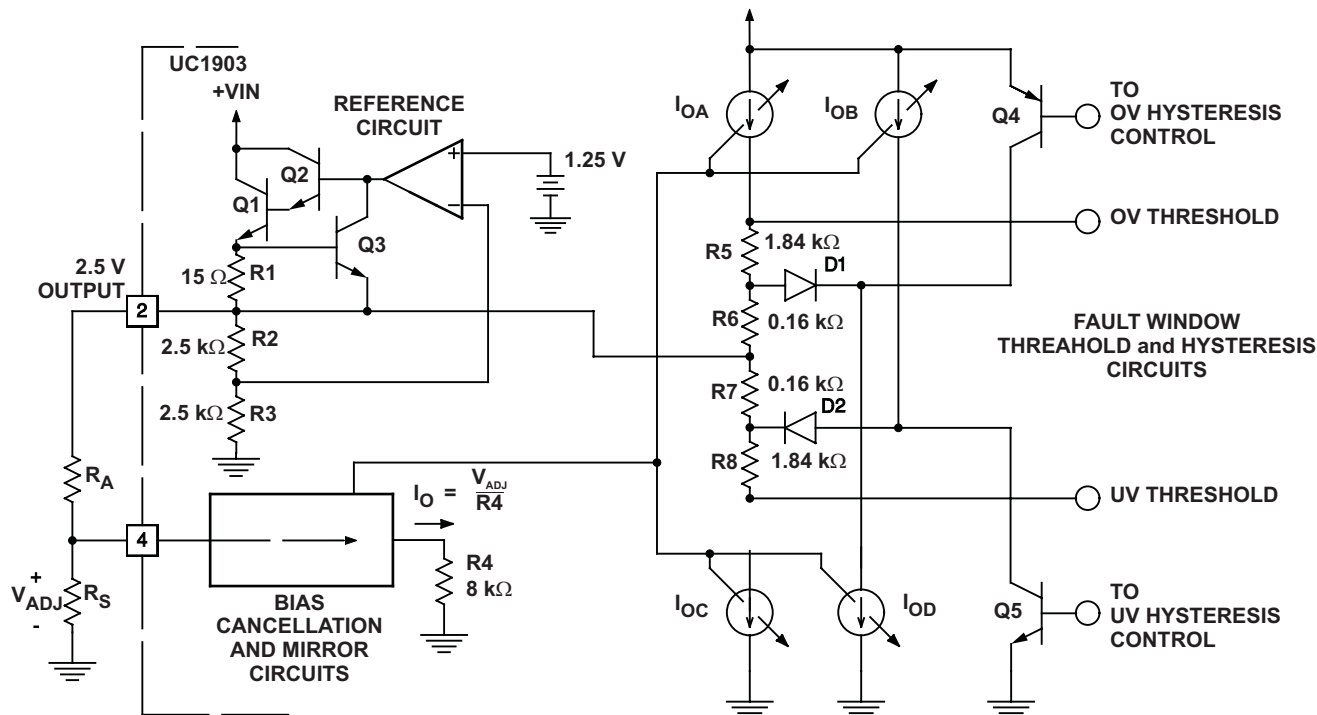 UC1903
+VIN
REFERENCE
CIRCUIT
1.25 V
Q2
Q1
Q3
+
−
2.5 V
OUTPUT
15 Ω
R1
2
2.5 kΩ
R2
2.5 kΩ
R3
RA
4
+
VADJ
-
RS
IO = VADJ
R4
R4
8 kΩ
BIAS
CANCELLATION
AND MIRROR
CIRCUITS
IOA
IOB
Q4
TO
OV HYSTERESIS
CONTROL
OV THRESHOLD
R5
1.84 kΩ
D1
R6
0.16 kΩ
FAULT WINDOW
THREAHOLD and HYSTERESIS
CIRCUITS
0.16 kΩ
R7
D2
R8
1.84 kΩ
UV THRESHOLD
IOC
IOD
Q5
TO
UV HYSTERESIS
CONTROL